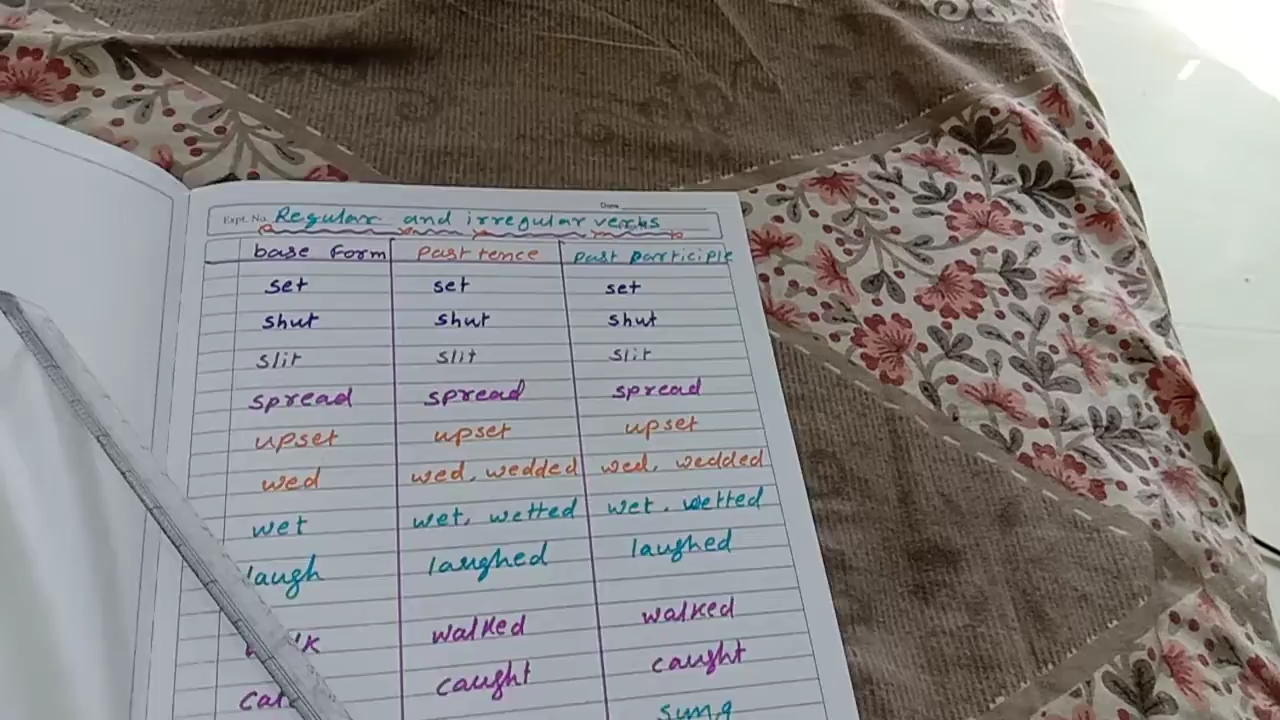 Date
Expt. No. Regular and irregular verbs
base form past tence past participle
set set set
shut shut shut
slit slit slit
spread spread spread
upset upset upset
wed wed, wedded wed, wedded
wet wet, wetted wet, wetted
laugh laughed laughed
walked walked
caught caught
sung